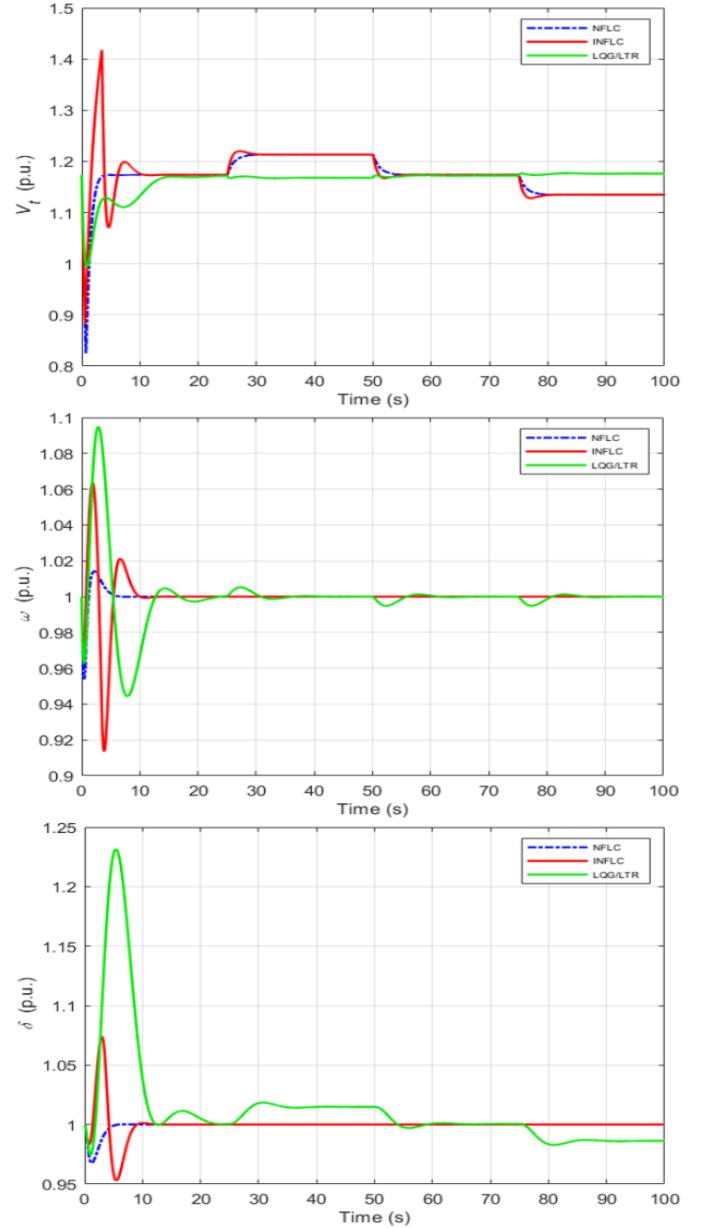 1.5
1.4
1.3
1.2
1.1
1
0.9
0.8
V_t (p.u.)
NFLC
INFLC
LQG/LTR
0 10 20 30 40 50 60 70 80 90 100
Time (s)
1.1
1.08
1.06
1.04
1.02
1
0.98
0.96
0.94
0.92
0.9
ω (p.u.)
NFLC
INFLC
LQG/LTR
0 10 20 30 40 50 60 70 80 90 100
Time (s)
1.25
1.2
1.15
1.1
1.05
1
0.95
δ (p.u.)
NFLC
INFLC
LQG/LTR
0 10 20 30 40 50 60 70 80 90 100
Time (s)